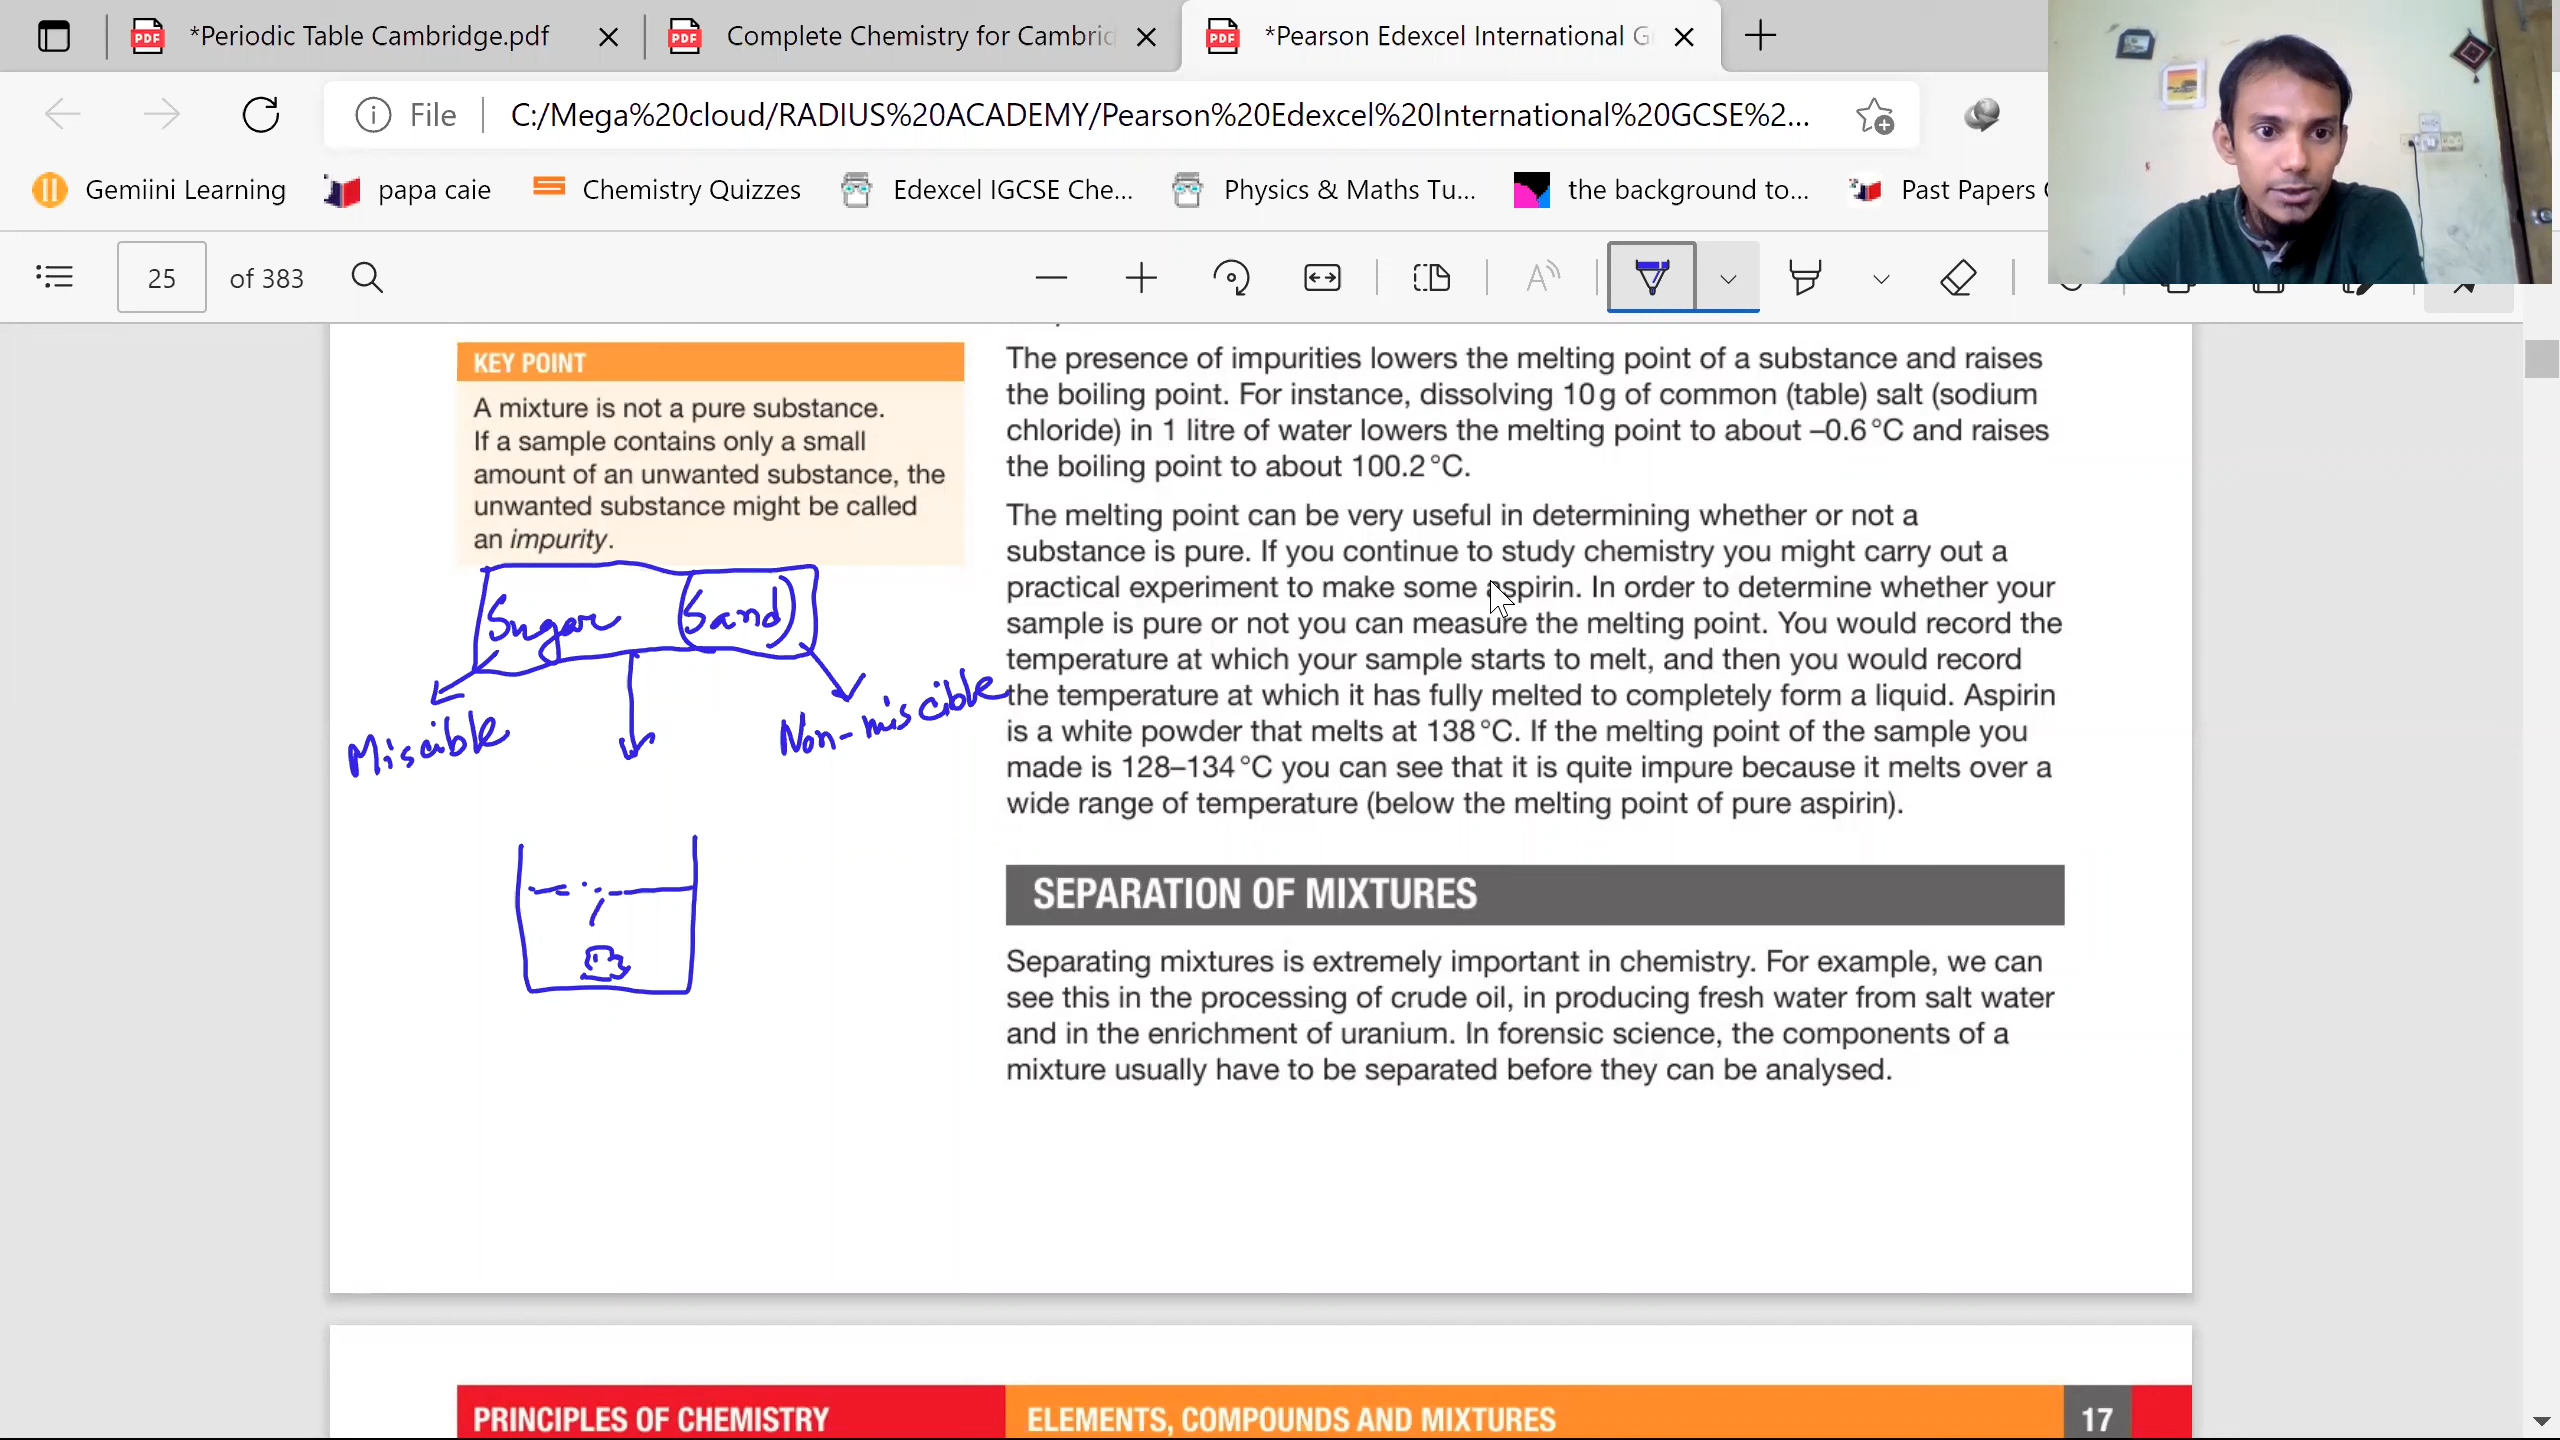 *Periodic Table Cambridge.pdf
Complete Chemistry for Cambridg
*Pearson Edexcel International G
File
C:/Mega%20cloud/RADIUS%20ACADEMY/Pearson%20Edexcel%20International%20GCSE%2...
Gemiini Learning
papa caie
Chemistry Quizzes
Edexcel IGCSE Che...
Physics & Maths Tu...
the background to...
Past Papers
25 of 383
KEY POINT
A mixture is not a pure substance.
If a sample contains only a small
amount of an unwanted substance, the
unwanted substance might be called
an impurity.
Sugar Sand
Miscible
Non-miscible
The presence of impurities lowers the melting point of a substance and raises
the boiling point. For instance, dissolving 10 g of common (table) salt (sodium
chloride) in 1 litre of water lowers the melting point to about –0.6 °C and raises
the boiling point to about 100.2 °C.
The melting point can be very useful in determining whether or not a
substance is pure. If you continue to study chemistry you might carry out a
practical experiment to make some aspirin. In order to determine whether your
sample is pure or not you can measure the melting point. You would record the
temperature at which your sample starts to melt, and then you would record
the temperature at which it has fully melted to completely form a liquid. Aspirin
is a white powder that melts at 138 °C. If the melting point of the sample you
made is 128–134 °C you can see that it is quite impure because it melts over a
wide range of temperature (below the melting point of pure aspirin).
SEPARATION OF MIXTURES
Separating mixtures is extremely important in chemistry. For example, we can
see this in the processing of crude oil, in producing fresh water from salt water
and in the enrichment of uranium. In forensic science, the components of a
mixture usually have to be separated before they can be analysed.
PRINCIPLES OF CHEMISTRY
ELEMENTS, COMPOUNDS AND MIXTURES
17